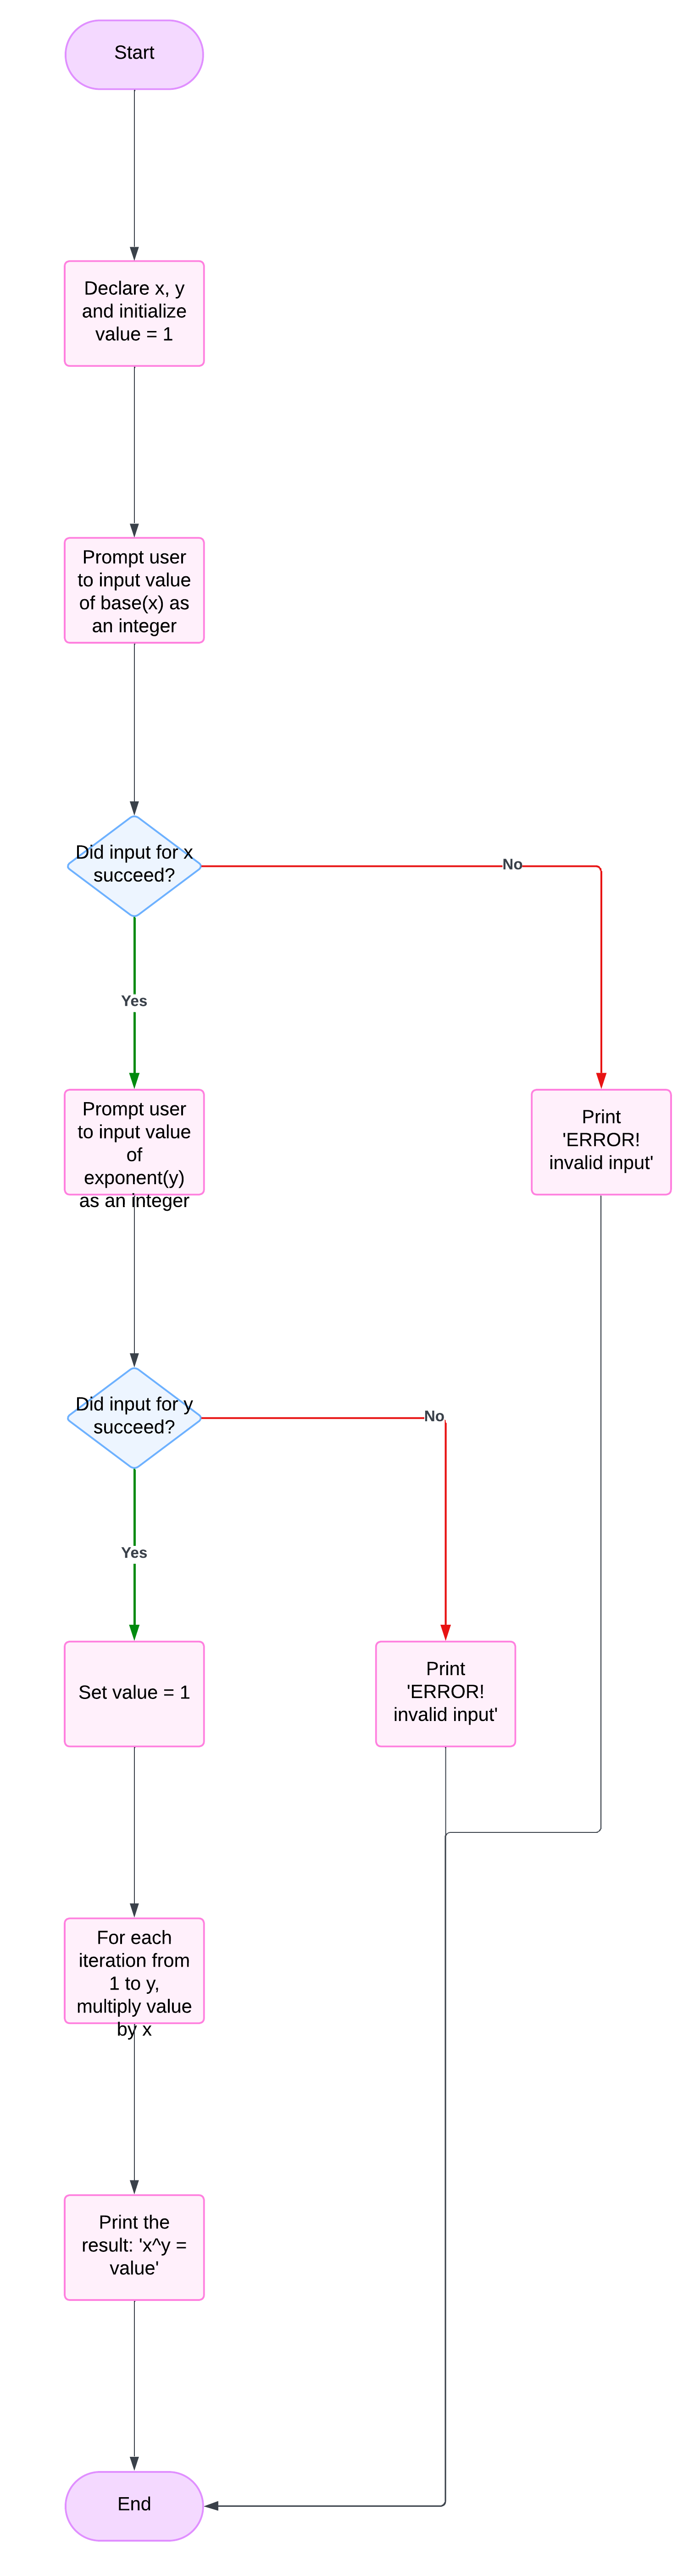 Start
Declare x, y
and initialize
value = 1
Prompt user
to input value
of base(x) as
an integer
Did input for x
succeed?
No
Yes
Prompt user
to input value
of
exponent(y)
as an integer
Print
'ERROR!
invalid input'
Did input for y
succeed?
No
Yes
Set value = 1
Print
'ERROR!
invalid input'
For each
iteration from
1 to y,
multiply value
by x
Print the
result: 'x^y =
value'
End